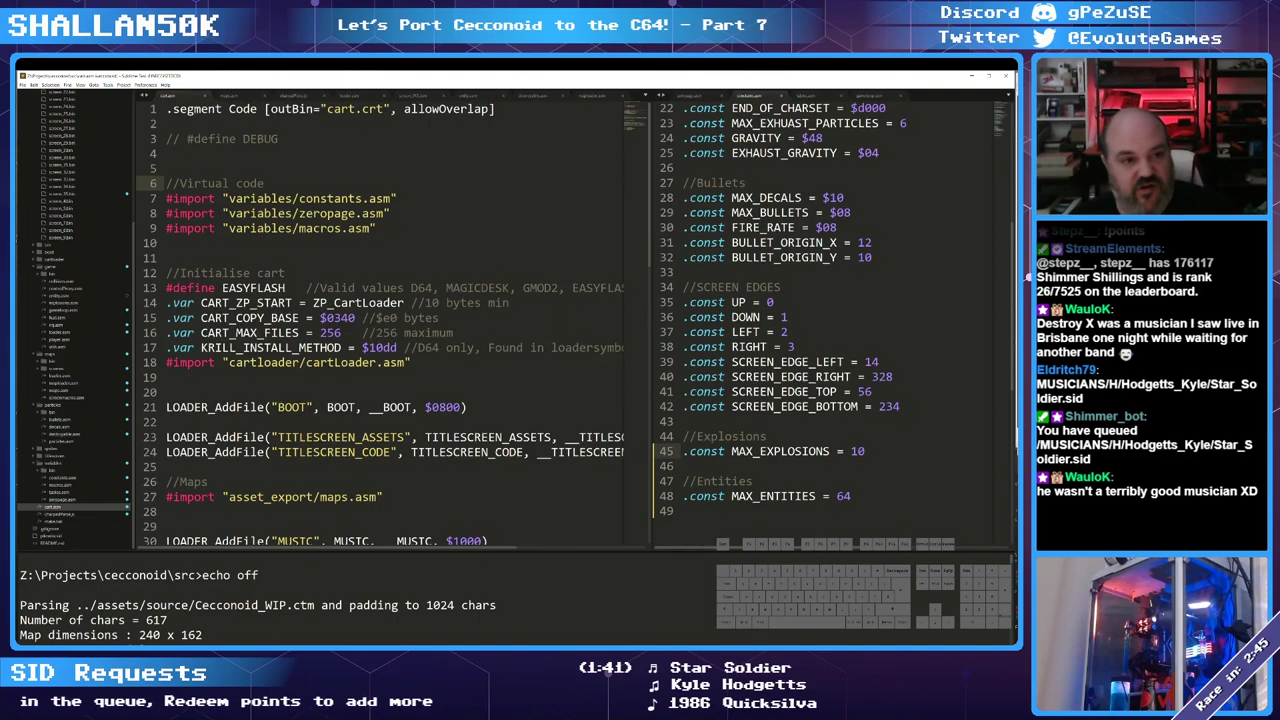 SHALLAN50K
Let's Port Cecconoid to the C64! - Part 7
Discord gPeZuSE
Twitter @EvoluteGames
1 .segment Code [outBin="cart.crt", allowOverlap]
2
3 // #define DEBUG
4
5
6 //Virtual code
7 #import "variables/constants.asm"
8 #import "variables/zeropage.asm"
9 #import "variables/macros.asm"
10
11
12 //Initialise cart
13 #define EASYFLASH //Valid values D64, MAGICDESK, GMOD2, EASYFLAS
14 .var CART_ZP_START = ZP_CartLoader //10 bytes min
15 .var CART_COPY_BASE = $0340 //$e0 bytes
16 .var CART_MAX_FILES = 256 //256 maximum
17 .var KRILL_INSTALL_METHOD = $10dd //D64 only, Found in loadersymbo
18 #import "cartloader/cartLoader.asm"
19
20
21 LOADER_AddFile("BOOT", BOOT, __BOOT, $0800)
22
23 LOADER_AddFile("TITLESCREEN_ASSETS", TITLESCREEN_ASSETS, __TITLES
24 LOADER_AddFile("TITLESCREEN_CODE", TITLESCREEN_CODE, __TITLESCREE
25
26 //Maps
27 #import "asset_export/maps.asm"
28
29
30 LOADER_AddFile("MUSIC", MUSIC, __MUSIC, $1000)
22 .const END_OF_CHARSET = $d000
23 .const MAX_EXHUAST_PARTICLES = 6
24 .const GRAVITY = $48
25 .const EXHAUST_GRAVITY = $04
26
27 //Bullets
28 .const MAX_DECALS = $10
29 .const MAX_BULLETS = $08
30 .const FIRE_RATE = $08
31 .const BULLET_ORIGIN_X = 12
32 .const BULLET_ORIGIN_Y = 10
33
34 //SCREEN EDGES
35 .const UP = 0
36 .const DOWN = 1
37 .const LEFT = 2
38 .const RIGHT = 3
39 .const SCREEN_EDGE_LEFT = 14
40 .const SCREEN_EDGE_RIGHT = 328
41 .const SCREEN_EDGE_TOP = 56
42 .const SCREEN_EDGE_BOTTOM = 234
43
44 //Explosions
45 .const MAX_EXPLOSIONS = 10
46
47 //Entities
48 .const MAX_ENTITIES = 64
49
Z:\Projects\cecconoid\src>echo off
Parsing ../assets/source/Cecconoid_WIP.ctm and padding to 1024 chars
Number of chars = 617
Map dimensions : 240 x 162
Stepz__: !points
StreamElements:
@stepz__, stepz__ has 176117
Shimmer Shillings and is rank
26/7525 on the leaderboard.
WauloK:
Destroy X was a musician I saw live in
Brisbane one night while waiting for
another band
Eldritch79:
MUSICIANS/H/Hodgetts_Kyle/Star_So
ldier.sid
Shimmer_bot:
You have queued
/MUSICIANS/H/Hodgetts_Kyle/Star_S
oldier.sid
WauloK:
he wasn't a terribly good musician XD
Race in: 2:45
SID Requests
in the queue, Redeem points to add more
(1:41) Star Soldier
Kyle Hodgetts
1986 Quicksilva